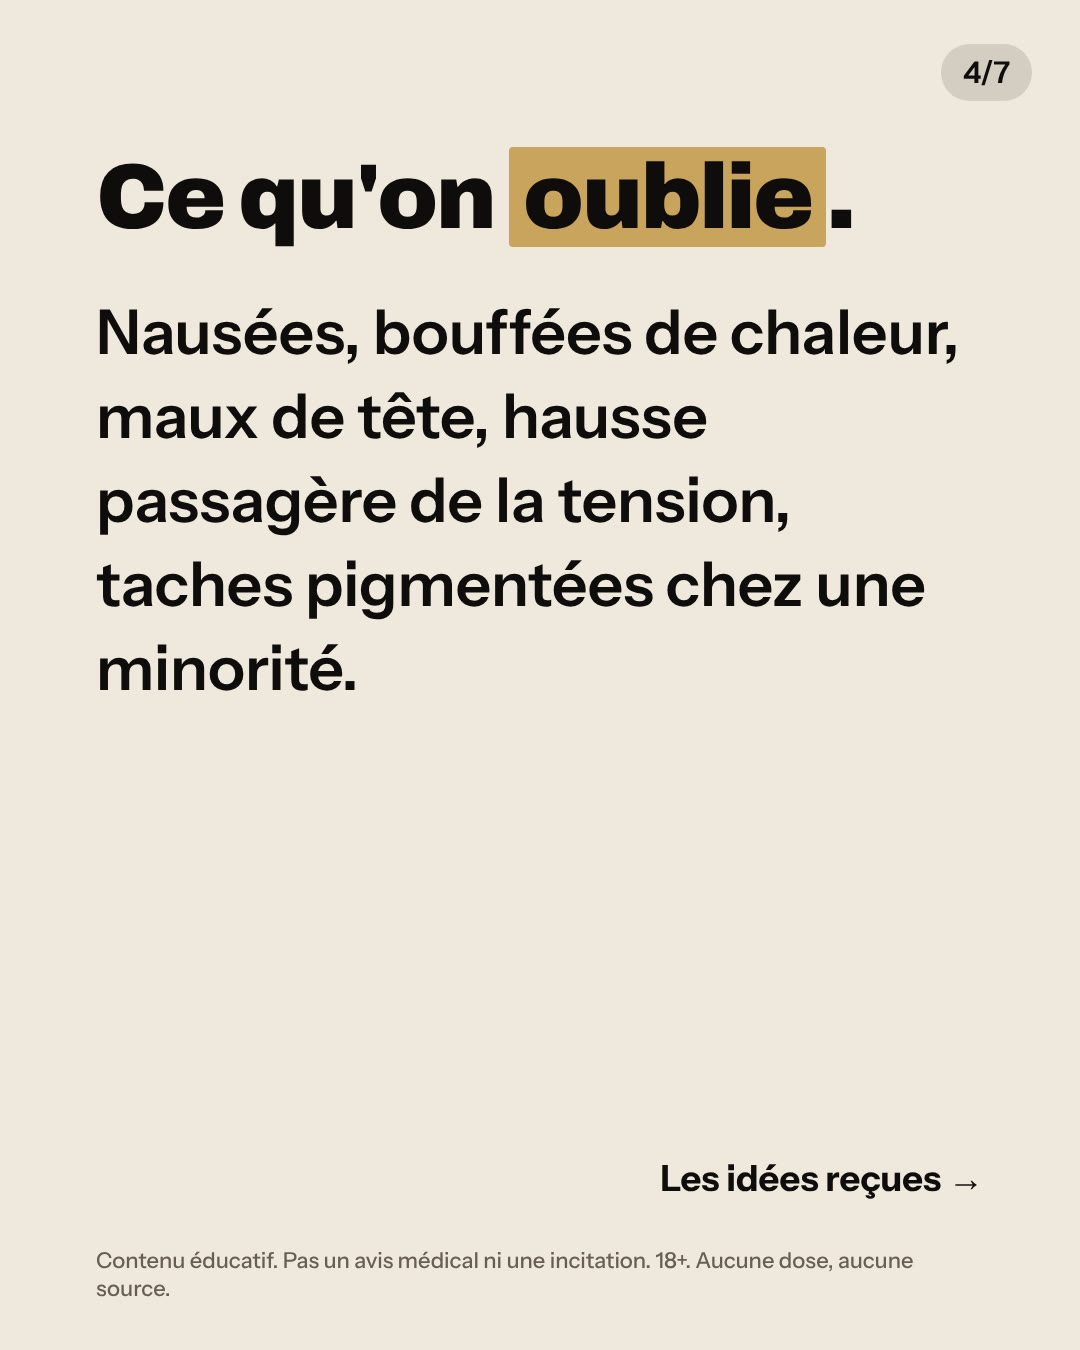 4/7
Ce qu'on oublie.
Nausées, bouffées de chaleur,
maux de tête, hausse
passagère de la tension,
taches pigmentées chez une
minorité.
Les idées reçues →
Contenu éducatif. Pas un avis médical ni une incitation. 18+. Aucune dose, aucune
source.